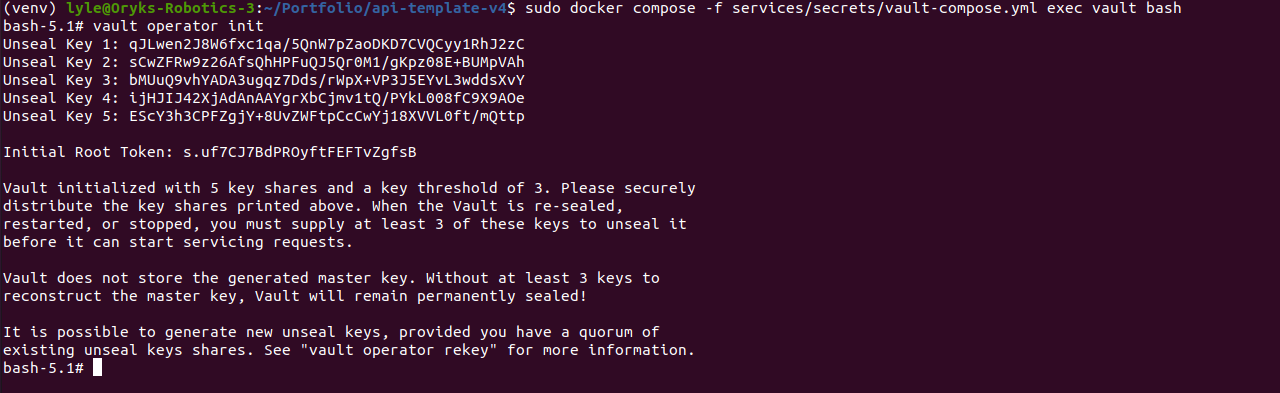 (venv) lyle@Oryks-Robotics-3:~/Portfolio/api-template-v4$ sudo docker compose -f services/secrets/vault-compose.yml exec vault bash
bash-5.1# vault operator init
Unseal Key 1: qJLwen2J8W6fxc1qa/5QnW7pZaoDKD7CVQCyy1RhJ2zC
Unseal Key 2: sCwZFRw9z26AfsQhHPFuQJ5Qr0M1/gKpz08E+BUMpVAh
Unseal Key 3: bMUuQ9vhYADA3ugqz7Dds/rWpX+VP3J5EYvL3wddsXvY
Unseal Key 4: ijHJIJ42XjAdAnAAYgrXbCjmv1tQ/PYkL008fC9X9AOe
Unseal Key 5: EScY3h3CPFZgjY+8UvZWFtpCcCwYj18XVVL0ft/mQttp
Initial Root Token: s.uf7CJ7BdPROyftFEFTvZgfsB
Vault initialized with 5 key shares and a key threshold of 3. Please securely
distribute the key shares printed above. When the Vault is re-sealed,
restarted, or stopped, you must supply at least 3 of these keys to unseal it
before it can start servicing requests.
Vault does not store the generated master key. Without at least 3 keys to
reconstruct the master key, Vault will remain permanently sealed!
It is possible to generate new unseal keys, provided you have a quorum of
existing unseal keys shares. See "vault operator rekey" for more information.
bash-5.1#